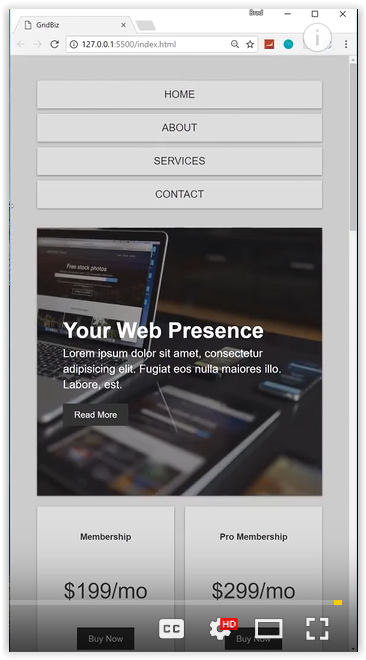 Brad
GridBiz
127.0.0.1:5500/index.html
HOME
ABOUT
SERVICES
CONTACT
Free stock photos
Your Web Presence
Lorem ipsum dolor sit amet, consectetur
adipisicing elit. Fugiat eos nulla maiores illo.
Labore, est.
Read More
Membership
Pro Membership
$199/mo
$299/mo
Buy Now
Buy Now
CC
HD